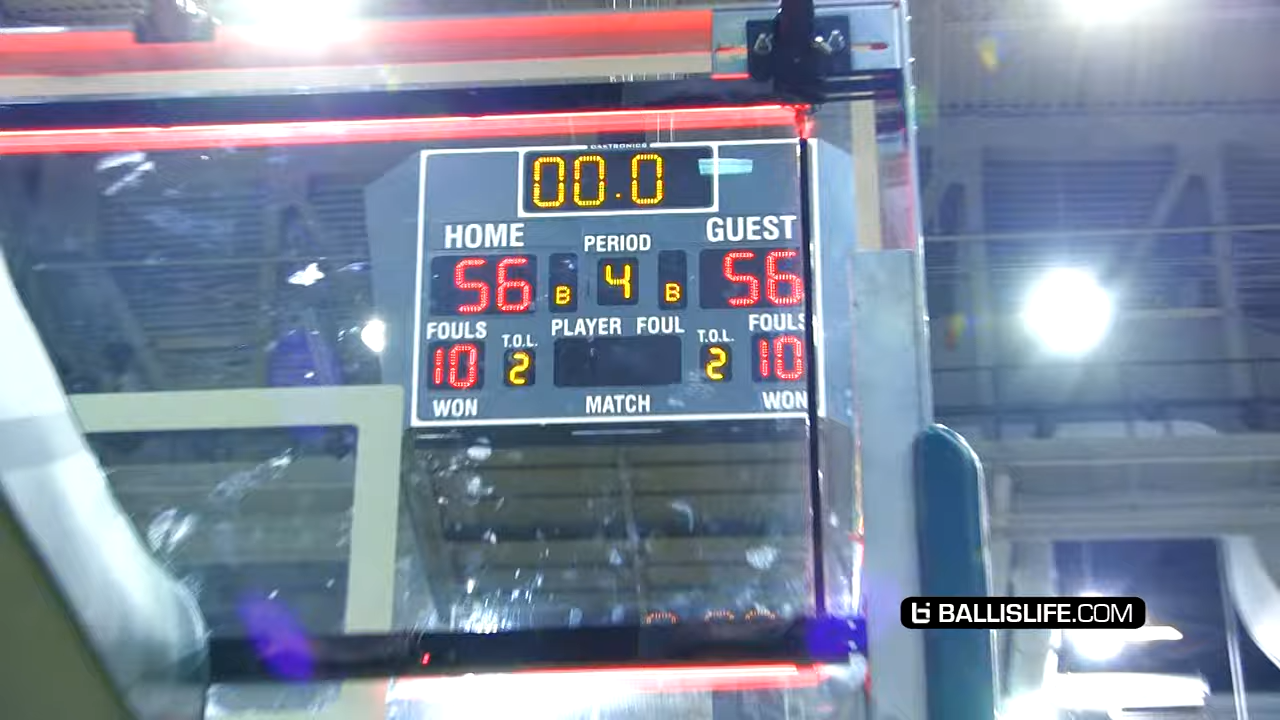 DAKTRONICS
00.0
HOME
PERIOD
GUEST
56
B
4
B
56
FOULS
T.O.L.
PLAYER FOUL
T.O.L.
FOULS
10
2
2
10
WON
MATCH
WON
BALLISLIFE.COM